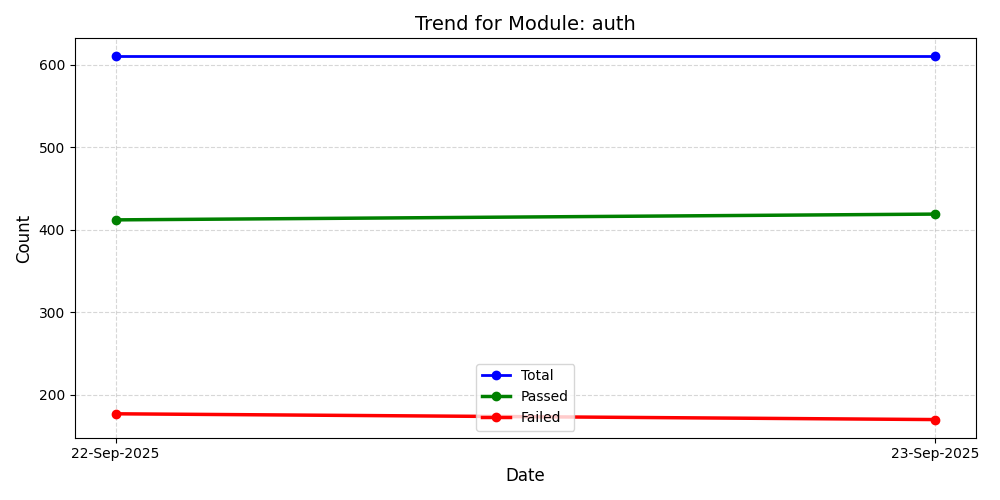 Trend for Module: auth
600
500
400
300
200
Count
Total
Passed
Failed
22-Sep-2025
23-Sep-2025
Date